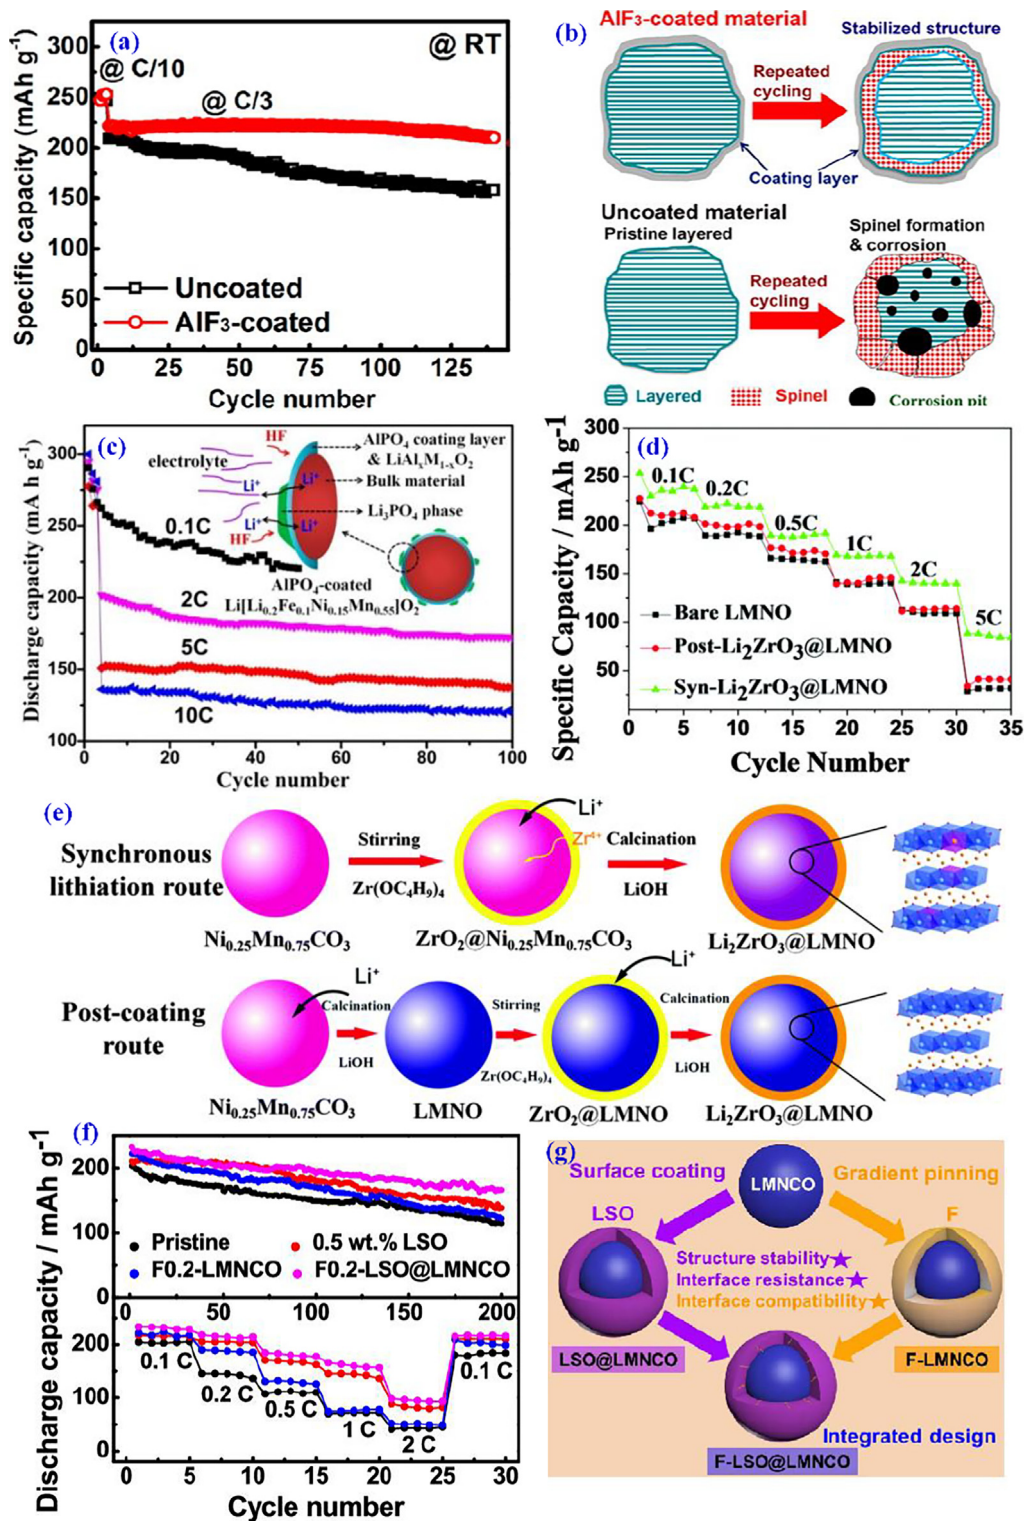 (a)
@ RT
@ C/10
@ C/3
300
250
200
150
100
50
0
Uncoated
AlF₃-coated
0 25 50 75 100 125
Cycle number
Specific capacity (mAh g⁻¹)
(b)
AlF₃-coated material
Stabilized structure
Repeated
cycling
Coating layer
Uncoated material
Pristine layered
Spinel formation
& corrosion
Repeated
cycling
Layered
Spinel
Corrosion pit
(c)
300
250
200
150
100
Discharge capacity (mA h g⁻¹)
HF
electrolyte
Li⁺
Li⁺
Li⁺
Li⁺
HF
AlPO₄ coating layer
& LiAlₓM₁₋ₓO₂
Bulk material
Li₃PO₄ phase
AlPO₄-coated
Li[Li₀.₂Fe₀.₁Ni₀.₁₅Mn₀.₅₅]O₂
0.1C
2C
5C
10C
0 20 40 60 80 100
Cycle number
(d)
300
250
200
150
100
50
Specific Capacity / mAh g⁻¹
0.1C
0.2C
0.5C
1C
2C
5C
Bare LMNO
Post-Li₂ZrO₃@LMNO
Syn-Li₂ZrO₃@LMNO
0 5 10 15 20 25 30 35
Cycle Number
(e)
Synchronous
lithiation route
Stirring
Zr(OC₄H₉)₄
Li⁺
Zr⁴⁺
Calcination
LiOH
Ni₀.₂₅Mn₀.₇₅CO₃
ZrO₂@Ni₀.₂₅Mn₀.₇₅CO₃
Li₂ZrO₃@LMNO
Post-coating
route
Li⁺
Calcination
LiOH
Stirring
Zr(OC₄H₉)₄
Li⁺
Calcination
LiOH
Ni₀.₂₅Mn₀.₇₅CO₃
LMNO
ZrO₂@LMNO
Li₂ZrO₃@LMNO
(f)
200
100
0
Pristine
0.5 wt.% LSO
F0.2-LMNCO
F0.2-LSO@LMNCO
0 50 100 150 200
200
100
0
0.1 C
0.2 C
0.5 C
1 C
2 C
0.1 C
0 5 10 15 20 25 30
Cycle number
Discharge capacity / mAh g⁻¹
(g)
Surface coating
LMNCO
Gradient pinning
LSO
F
Structure stability★
Interface resistance★
Interface compatibility★
LSO@LMNCO
F-LMNCO
Integrated design
F-LSO@LMNCO